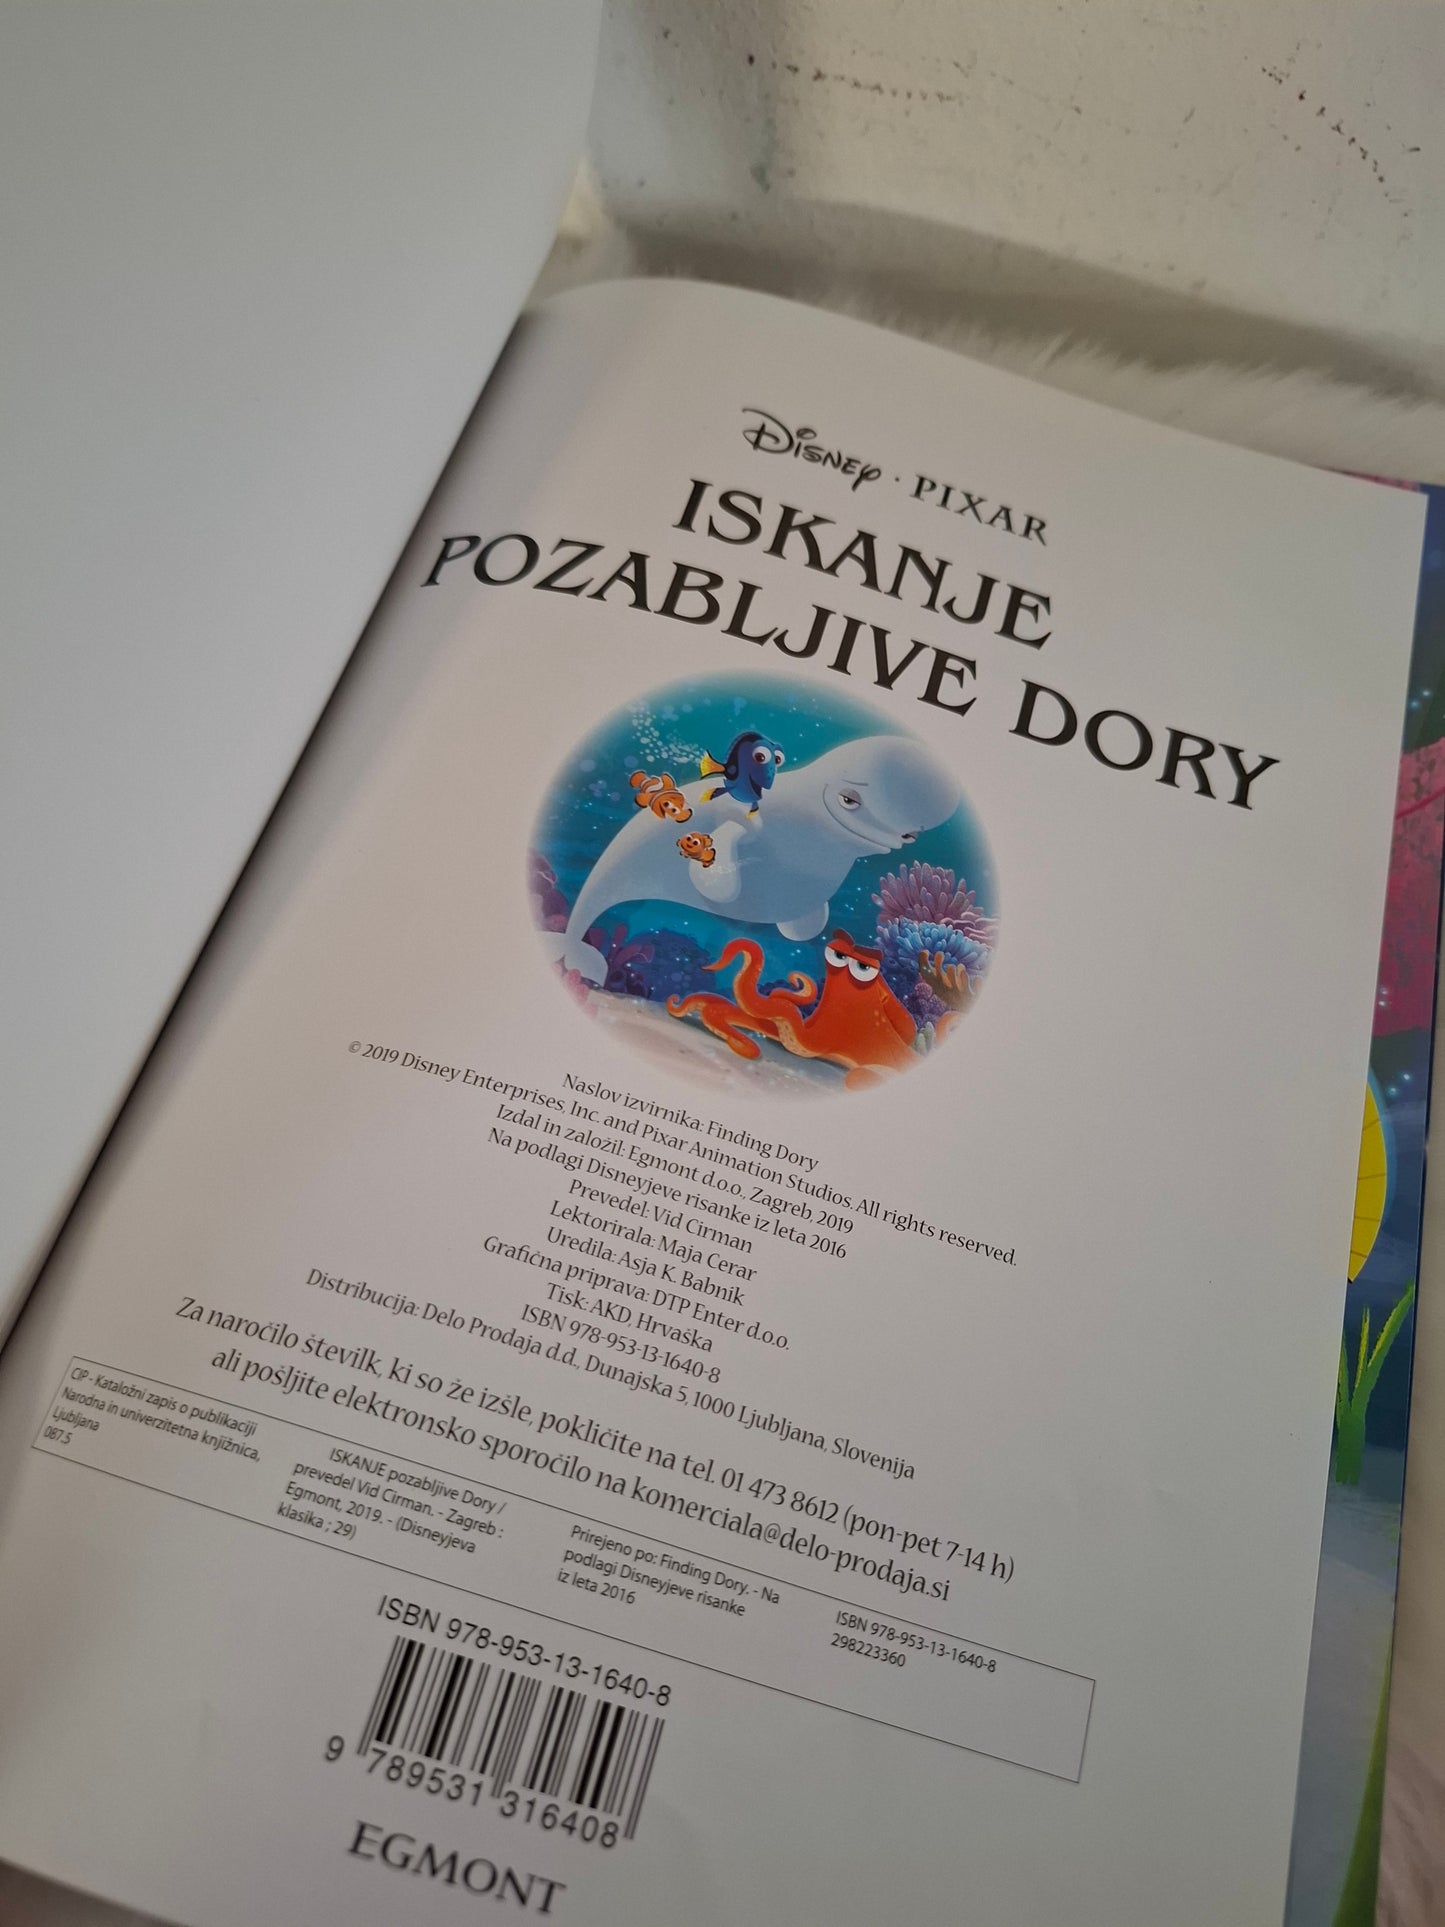 Disney · PIXAR
ISKANJE
POZABLJIVE DORY
Naslov izvirnika: Finding Dory
© 2019 Disney Enterprises, Inc. and Pixar Animation Studios. All rights reserved.
Izdal in založil: Egmont d.o.o., Zagreb, 2019
Na podlagi Disneyjeve risanke iz leta 2016
Prevedel: Vid Cirman
Lektorirala: Maja Cerar
Uredila: Asja K. Babnik
Grafična priprava: DTP Enter d.o.o.
Tisk: AKD, Hrvaška
ISBN 978-953-13-1640-8
Distribucija: Delo Prodaja d.d., Dunajska 5, 1000 Ljubljana, Slovenija
Za naročilo številk, ki so že izšle, pokličite na tel. 01 473 8612 (pon-pet 7-14 h)
ali pošljite elektronsko sporočilo na komerciala@delo-prodaja.si
CIP - Kataložni zapis o publikaciji
Narodna in univerzitetna knjižnica,
Ljubljana
087.5
ISKANJE pozabljive Dory /
prevedel Vid Cirman. - Zagreb :
Egmont, 2019. - (Disneyjeva
klasika ; 29)
Prirejeno po: Finding Dory. - Na
podlagi Disneyjeve risanke
iz leta 2016
ISBN 978-953-13-1640-8
298223360
ISBN 978-953-13-1640-8
9 789531 316408
EGMONT